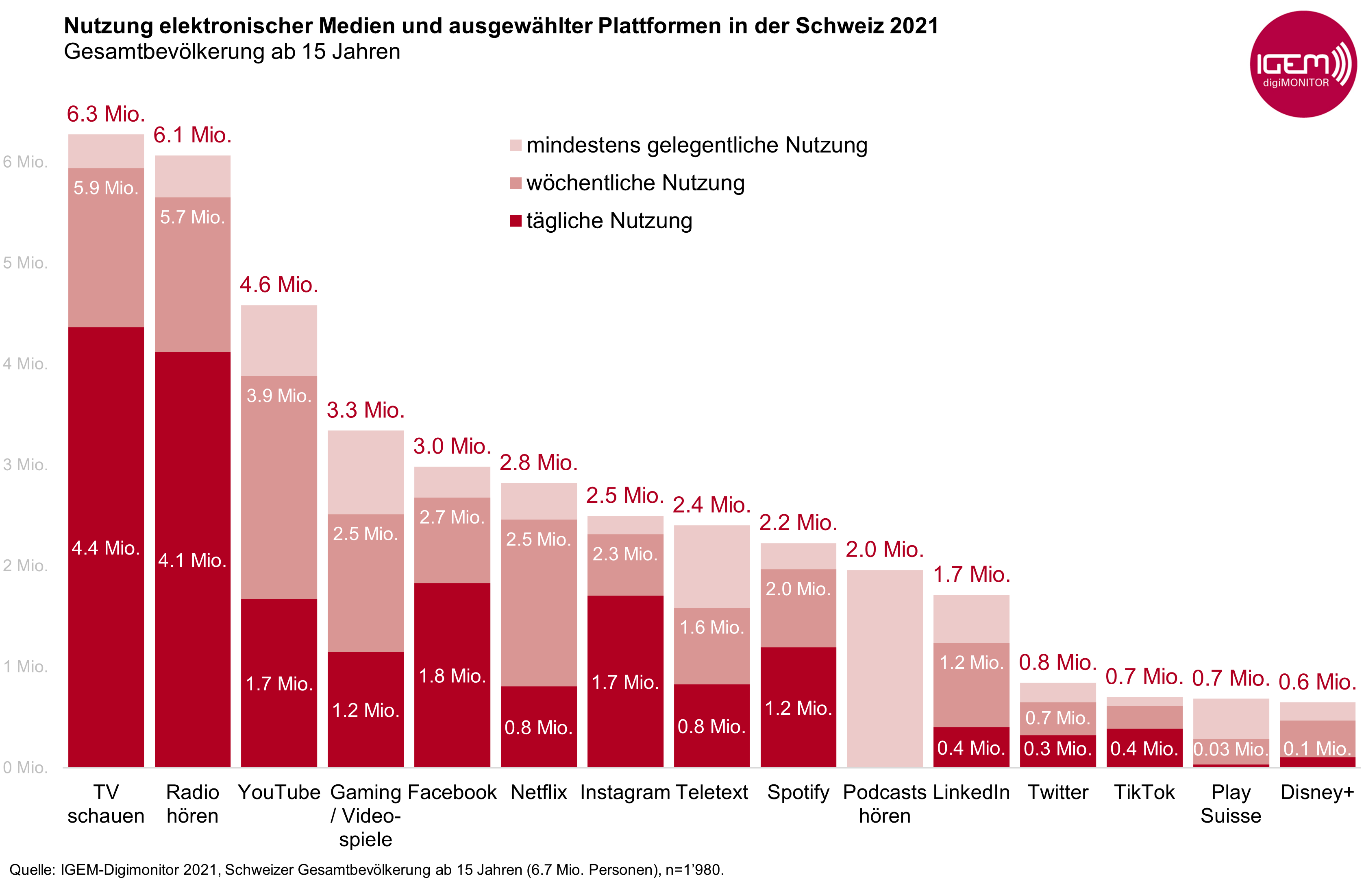 Nutzung elektronischer Medien und ausgewählter Plattformen in der Schweiz 2021
Gesamtbevölkerung ab 15 Jahren
IGEM
digiMONITOR
mindestens gelegentliche Nutzung
wöchentliche Nutzung
tägliche Nutzung
6 Mio.
5 Mio.
4 Mio.
3 Mio.
2 Mio.
1 Mio.
0 Mio.
6.3 Mio.
5.9 Mio.
4.4 Mio.
6.1 Mio.
5.7 Mio.
4.1 Mio.
4.6 Mio.
3.9 Mio.
1.7 Mio.
3.3 Mio.
2.5 Mio.
1.2 Mio.
3.0 Mio.
2.7 Mio.
1.8 Mio.
2.8 Mio.
2.5 Mio.
0.8 Mio.
2.5 Mio.
2.3 Mio.
1.7 Mio.
2.4 Mio.
1.6 Mio.
0.8 Mio.
2.2 Mio.
2.0 Mio.
1.2 Mio.
2.0 Mio.
1.7 Mio.
1.2 Mio.
0.4 Mio.
0.8 Mio.
0.7 Mio.
0.3 Mio.
0.7 Mio.
0.4 Mio.
0.7 Mio.
0.03 Mio.
0.6 Mio.
0.1 Mio.
TV
schauen
Radio
hören
YouTube
Gaming
/ Video-
spiele
Facebook
Netflix
Instagram
Teletext
Spotify
Podcasts
hören
LinkedIn
Twitter
TikTok
Play
Suisse
Disney+
Quelle: IGEM-Digimonitor 2021, Schweizer Gesamtbevölkerung ab 15 Jahren (6.7 Mio. Personen), n=1’980.